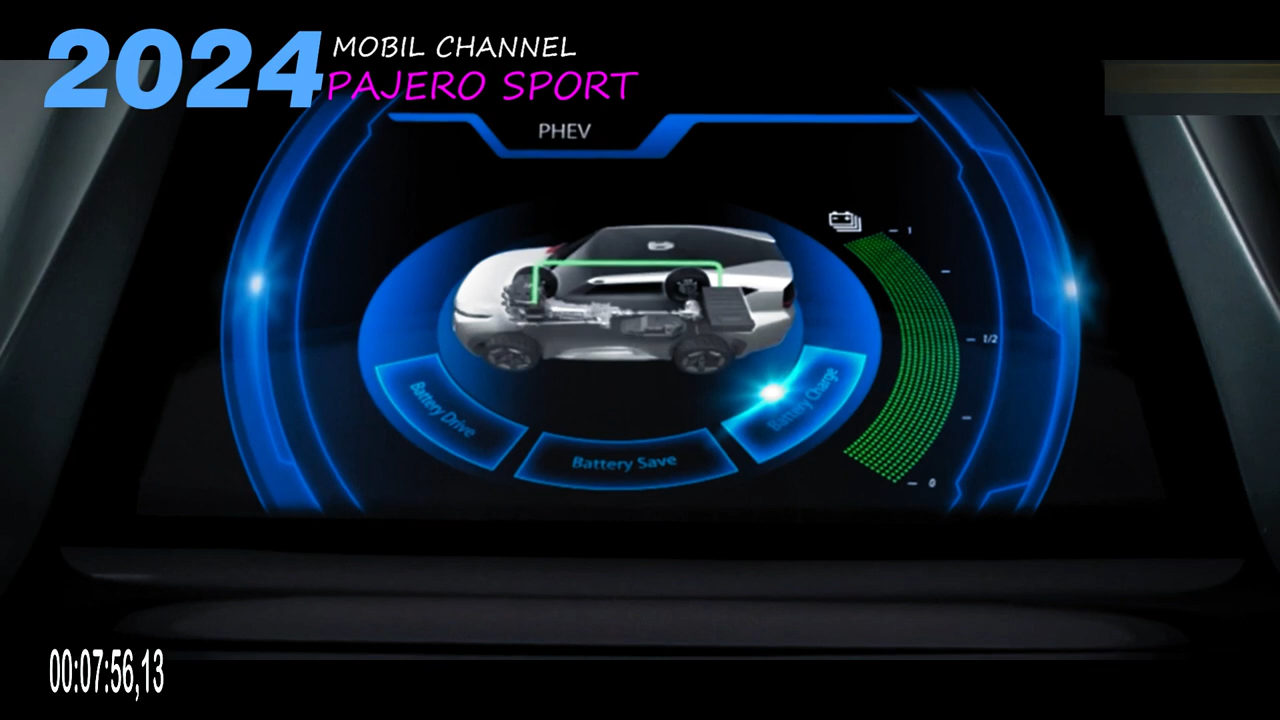 2024
MOBIL CHANNEL
PAJERO SPORT
PHEV
1
1/2
0
Battery Drive
Battery Save
Battery Charge
00:07:56,13